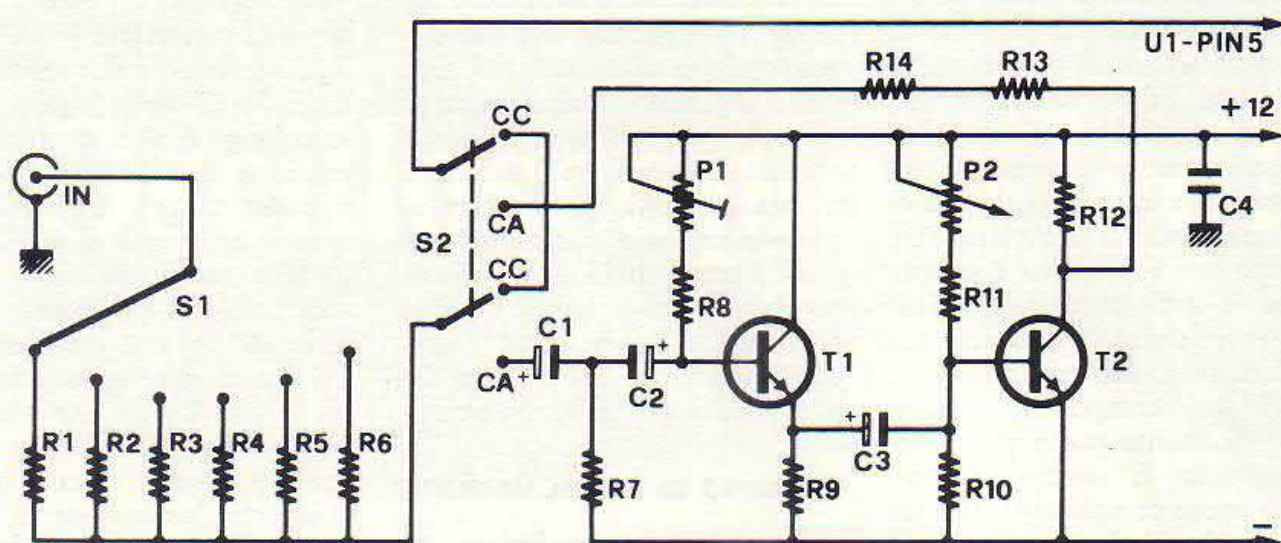 U1-PIN5
R14
R13
+12
CC
IN
P1
P2
R12
C4
S2
CA
CC
S1
R8
R11
C1
CA+
+
C2
T1
T2
R1
R2
R3
R4
R5
R6
R7
+
C3
R9
R10
-